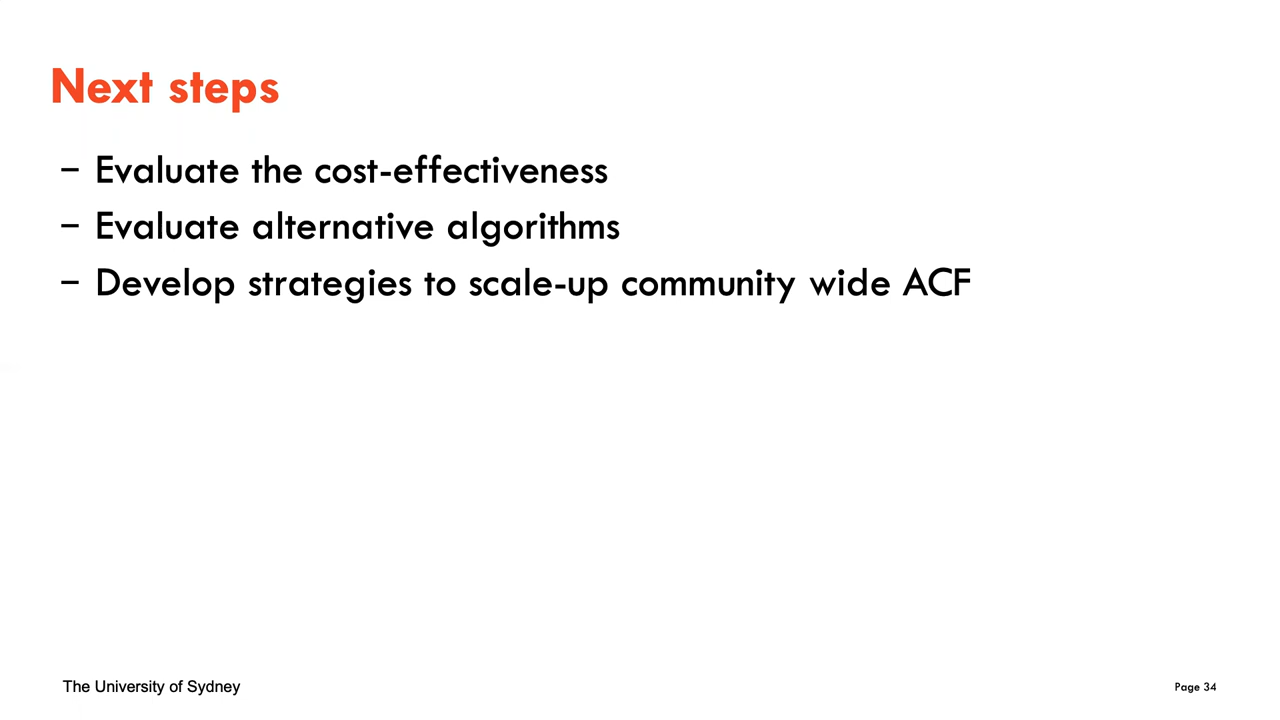 Next steps
– Evaluate the cost-effectiveness
– Evaluate alternative algorithms
– Develop strategies to scale-up community wide ACF
The University of Sydney
Page 34